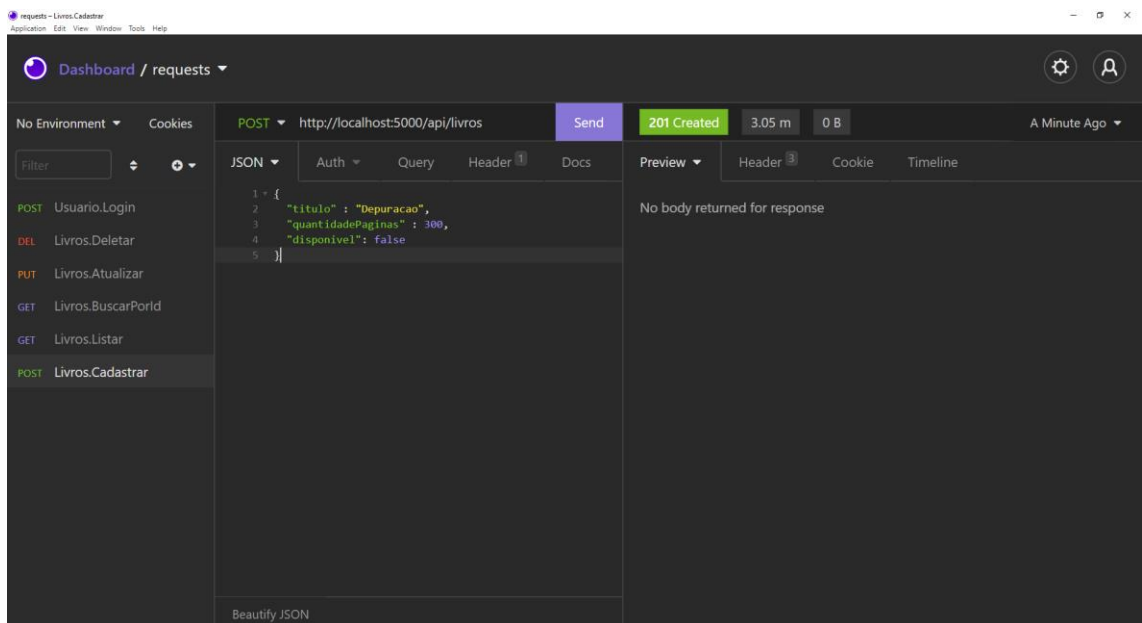 requests – Livros.Cadastrar
Application Edit View Window Tools Help
Dashboard / requests
No Environment Cookies
POST http://localhost:5000/api/livros Send
201 Created 3.05 m 0 B A Minute Ago
Filter
JSON Auth Query Header 1 Docs
Preview Header 3 Cookie Timeline
POST Usuario.Login
DEL Livros.Deletar
PUT Livros.Atualizar
GET Livros.BuscarPorId
GET Livros.Listar
POST Livros.Cadastrar
1 {
2 "titulo" : "Depuracao",
3 "quantidadePaginas" : 300,
4 "disponivel": false
5 }
No body returned for response
Beautify JSON